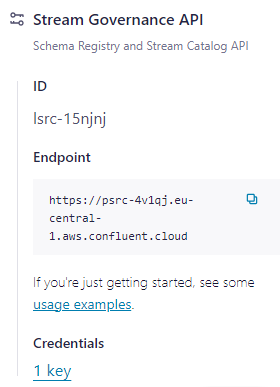 Stream Governance API
Schema Registry and Stream Catalog API
ID
lsrc-15njnj
Endpoint
https://psrc-4v1qj.eu-
central-
1.aws.confluent.cloud
If you're just getting started, see some
usage examples.
Credentials
1 key